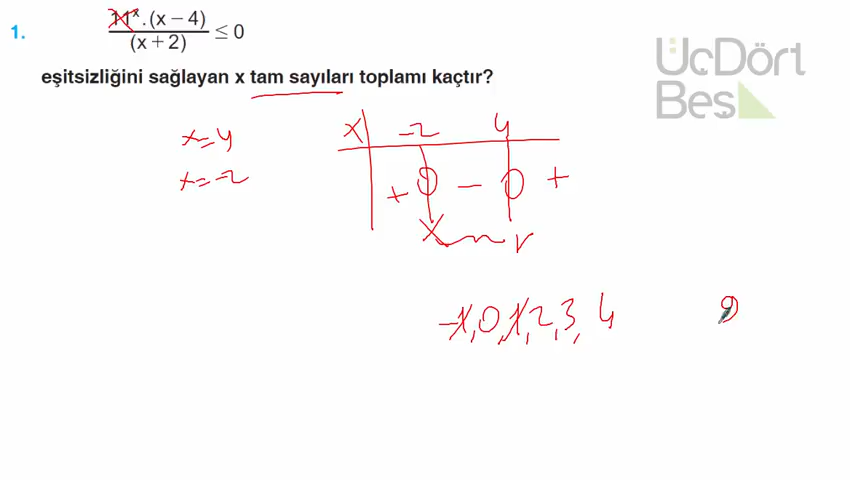 1.
11ˣ.(x−4)
(x+2) ≤ 0
eşitsizliğini sağlayan x tam sayıları toplamı kaçtır?
ÜçDört
Beş
x=4
x=-2
x -2 4
+ 0 - 0 +
-1, 0, 1, 2, 3, 4
9